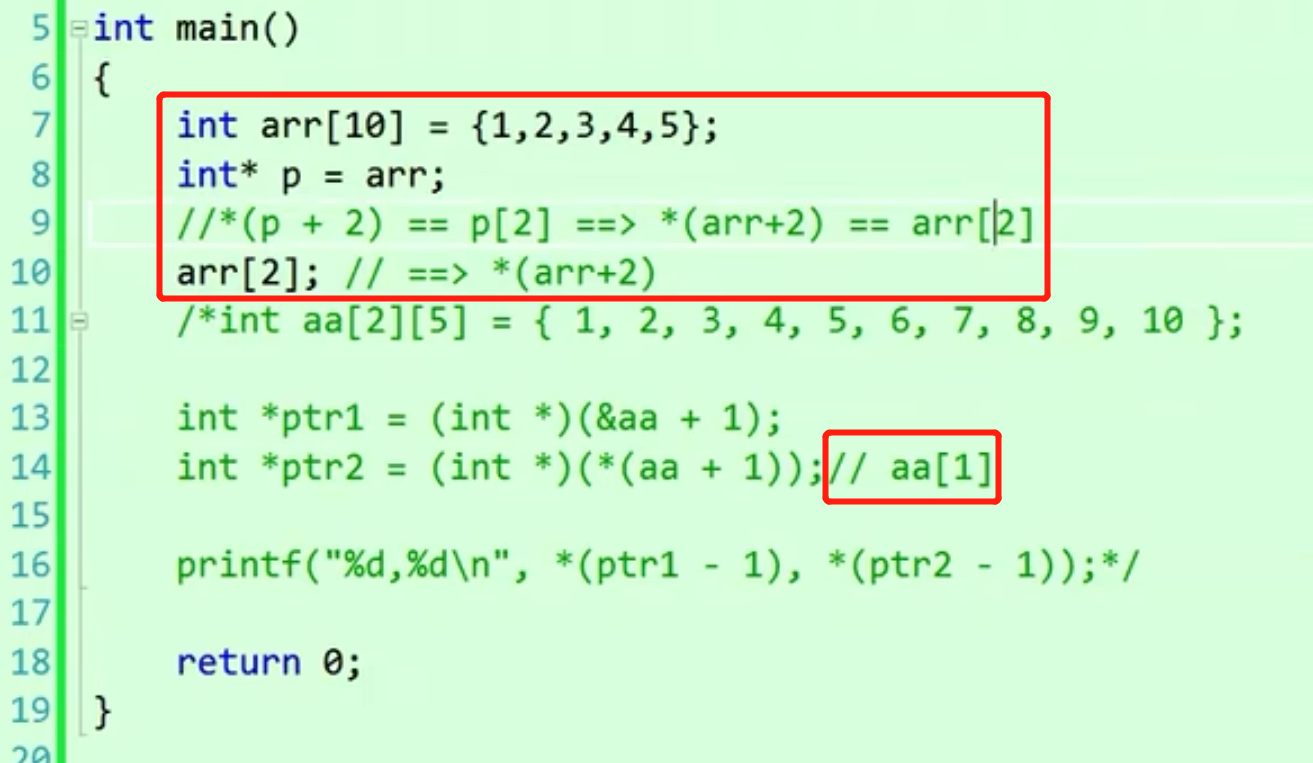 5 int main()
6 {
7 int arr[10] = {1,2,3,4,5};
8 int* p = arr;
9 //*(p + 2) == p[2] ==> *(arr+2) == arr[2]
10 arr[2]; // ==> *(arr+2)
11 /*int aa[2][5] = { 1, 2, 3, 4, 5, 6, 7, 8, 9, 10 };
12
13 int *ptr1 = (int *)(&aa + 1);
14 int *ptr2 = (int *)(*(aa + 1));// aa[1]
15
16 printf("%d,%d\n", *(ptr1 - 1), *(ptr2 - 1));*/
17
18 return 0;
19 }
20